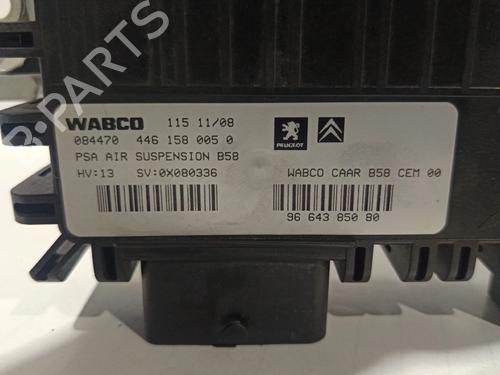 WABCO 115 11/08
084470 446 158 005 0
PEUGEOT
PSA AIR SUSPENSION B58
HV:13 SV:0X080336
WABCO CAAR B58 CEM 00
96 643 850 80
B-PARTS